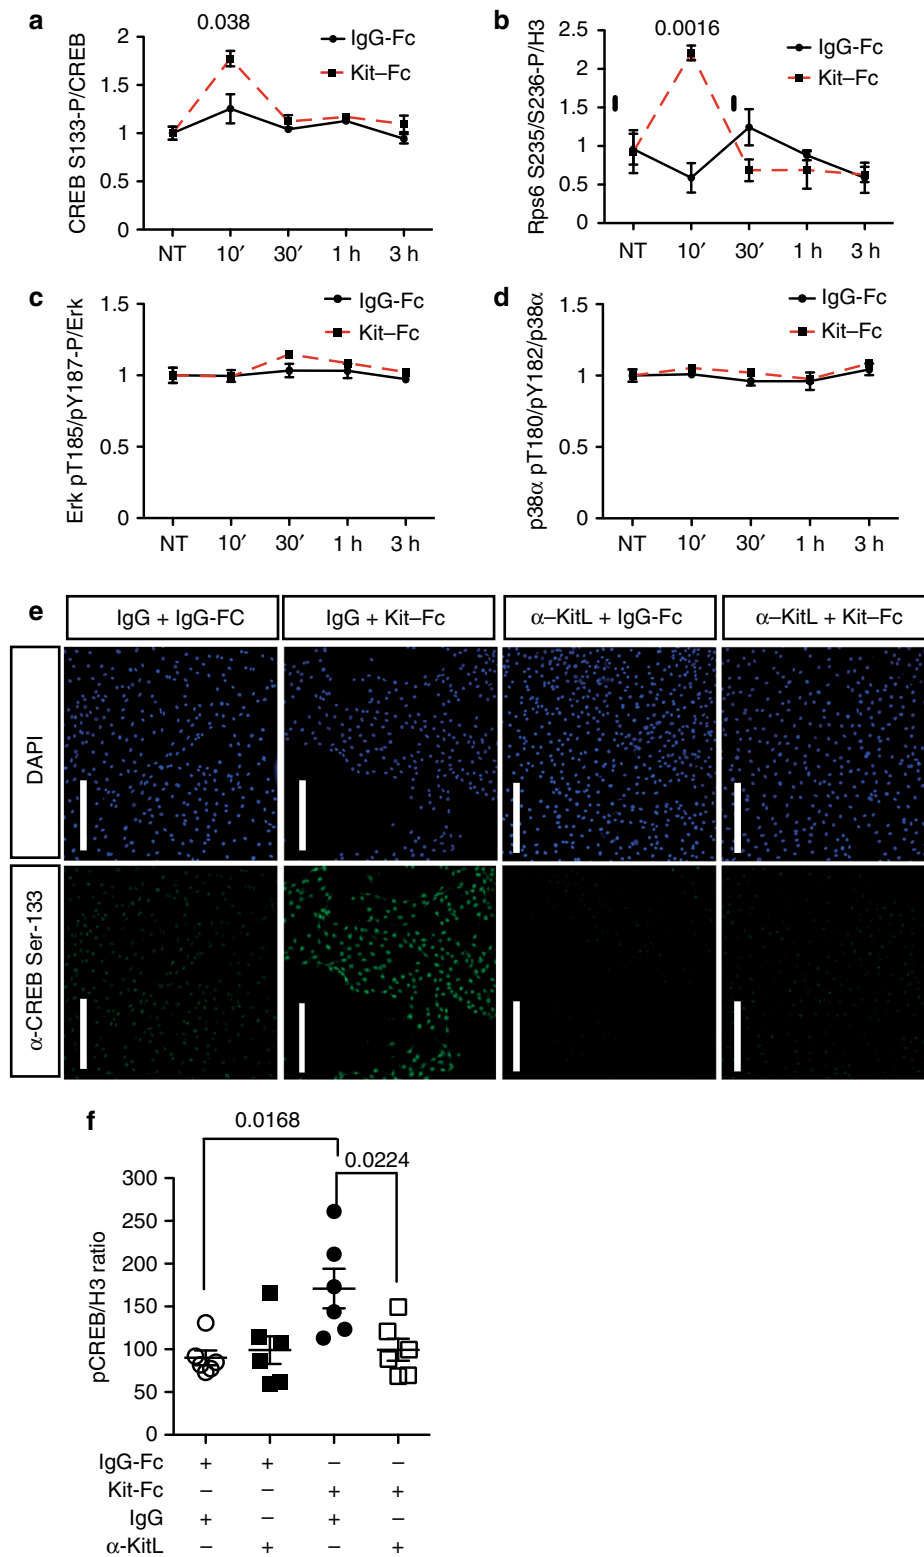 a
0.038
IgG-Fc
Kit–Fc
CREB S133-P/CREB
2
1.5
1
0.5
0
NT 10′ 30′ 1 h 3 h
b
0.0016
IgG-Fc
Kit–Fc
Rps6 S235/S236-P/H3
2.5
2
1.5
1
0.5
0
NT 10′ 30′ 1 h 3 h
c
IgG-Fc
Kit–Fc
Erk pT185/pY187-P/Erk
1.5
1
0.5
0
NT 10′ 30′ 1 h 3 h
d
IgG-Fc
Kit–Fc
p38α pT180/pY182/p38α
1.5
1
0.5
0
NT 10′ 30′ 1 h 3 h
e
IgG + IgG-FC
IgG + Kit–Fc
α–KitL + IgG-Fc
α–KitL + Kit–Fc
DAPI
α-CREB Ser-133
f
0.0168
0.0224
pCREB/H3 ratio
300
250
200
150
100
50
0
IgG-Fc + + – –
Kit-Fc – – + +
IgG + – + –
α-KitL – + – +